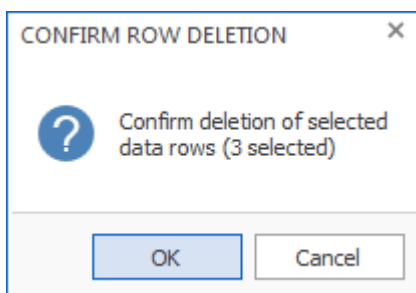 CONFIRM ROW DELETION
Confirm deletion of selected
data rows (3 selected)
OK
Cancel